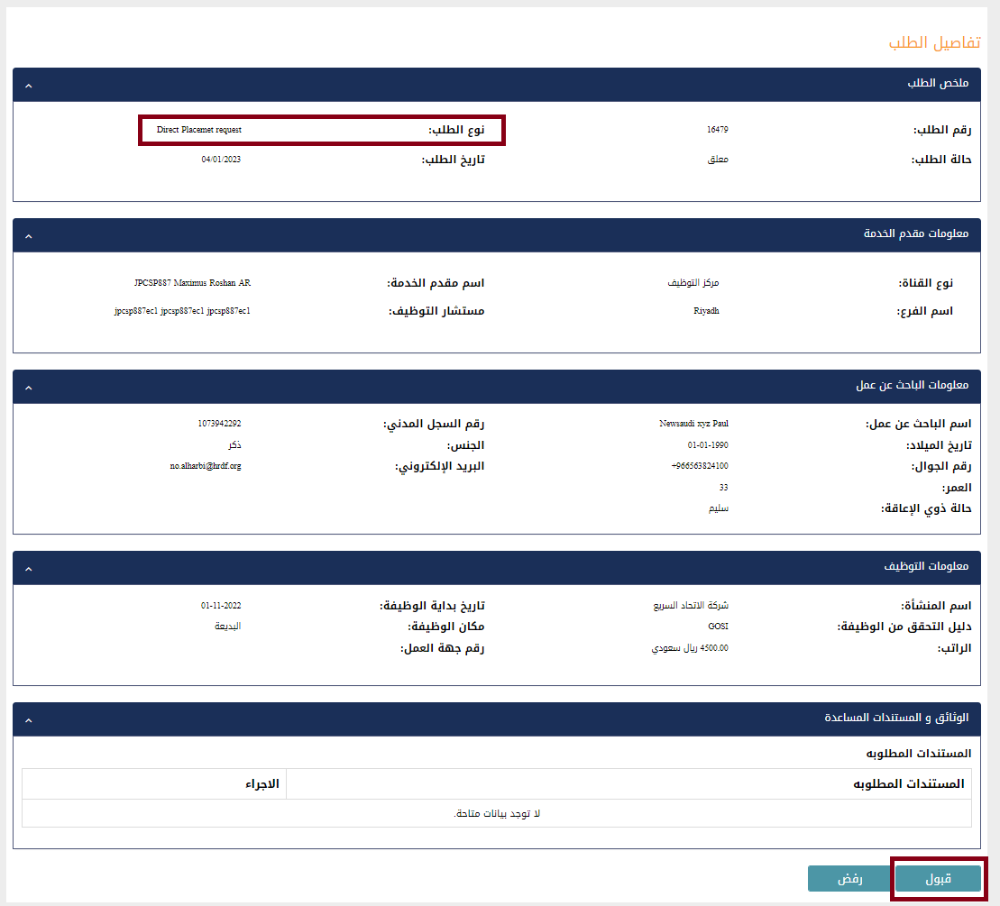 تفاصيل الطلب
ملخص الطلب
رقم الطلب: 16479 نوع الطلب: Direct Placemet request
حالة الطلب: معلق تاريخ الطلب: 04/01/2023
معلومات مقدم الخدمة
نوع القناة: مركز التوظيف اسم مقدم الخدمة: JPCSP887 Maximus Roshan AR
اسم الفرع: Riyadh مستشار التوظيف: jpcsp887ec1 jpcsp887ec1 jpcsp887ec1
معلومات الباحث عن عمل
اسم الباحث عن عمل: Newsaudi xyz Paul رقم السجل المدني: 1073942292
تاريخ الميلاد: 01-01-1990 الجنس: ذكر
رقم الجوال: +966563824100 البريد الإلكتروني: no.alharbi@hrdf.org
العمر: 33
حالة ذوي الإعاقة: سليم
معلومات التوظيف
اسم المنشأة: شركة الاتحاد السريع تاريخ بداية الوظيفة: 01-11-2022
دليل التحقق من الوظيفة: GOSI مكان الوظيفة: البديعة
الراتب: 4500.00 ريال سعودي رقم جهة العمل:
الوثائق و المستندات المساعدة
المستندات المطلوبه
المستندات المطلوبه الاجراء
لا توجد بيانات متاحة.
قبول رفض